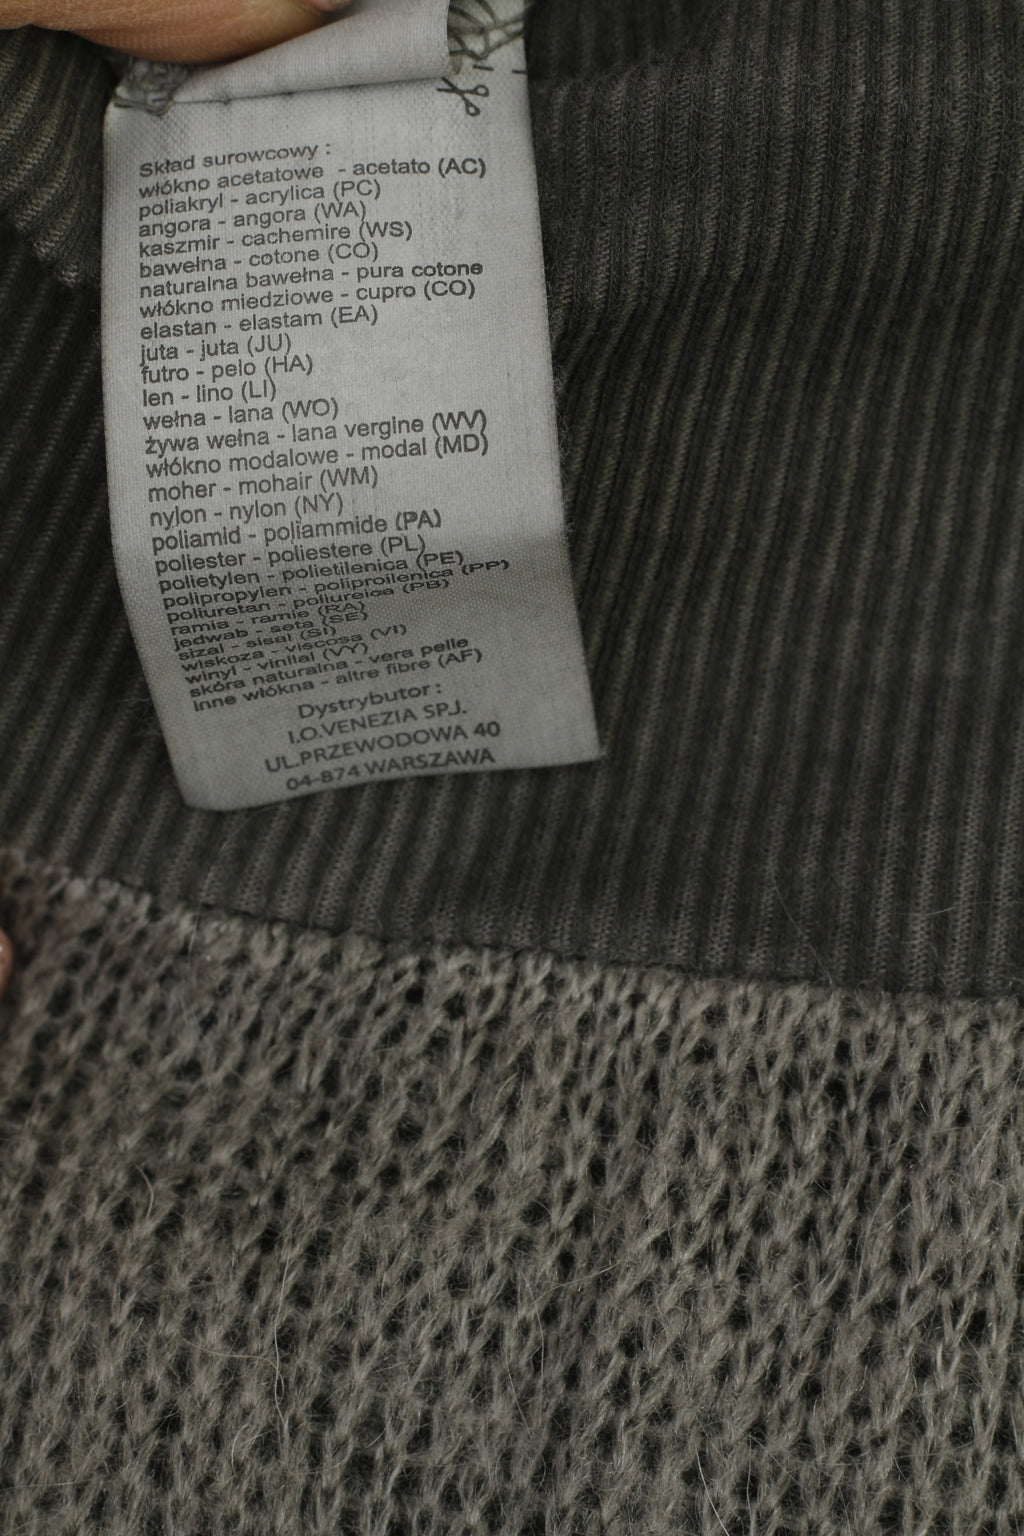 Skład surowcowy :
włókno acetatowe - acetato (AC)
poliakryl - acrylica (PC)
angora - angora (WA)
kaszmir - cachemire (WS)
bawełna - cotone (CO)
naturalna bawełna - pura cotone
włókno miedziowe - cupro (CO)
elastan - elastam (EA)
juta - juta (JU)
futro - pelo (HA)
len - lino (LI)
wełna - lana (WO)
żywa wełna - lana vergine (WV)
włókno modalowe - modal (MD)
moher - mohair (WM)
nylon - nylon (NY)
poliamid - poliammide (PA)
poliester - poliestere (PL)
polietylen - polietilenica (PE)
polipropylen - poliproilenica (PP)
poliuretan - poliureica (PB)
ramia - ramie (RA)
jedwab - seta (SE)
sizal - sisal (SI)
wiskoza - viscosa (VI)
winyl - vinilal (VY)
skóra naturalna - vera pelle
inne włókna - altre fibre (AF)
Dystrybutor :
I.O.VENEZIA SP.J.
UL.PRZEWODOWA 40
04-874 WARSZAWA